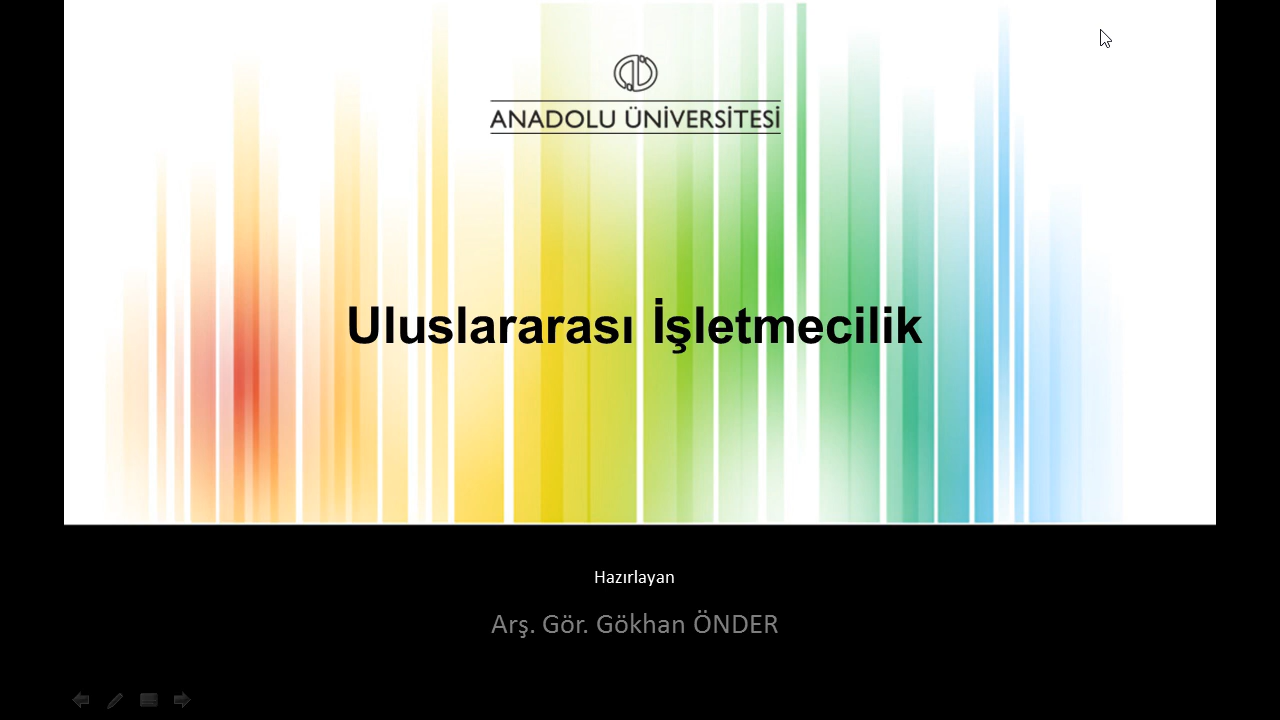 ANADOLU ÜNİVERSİTESİ
Uluslararası İşletmecilik
Hazırlayan
Arş. Gör. Gökhan ÖNDER